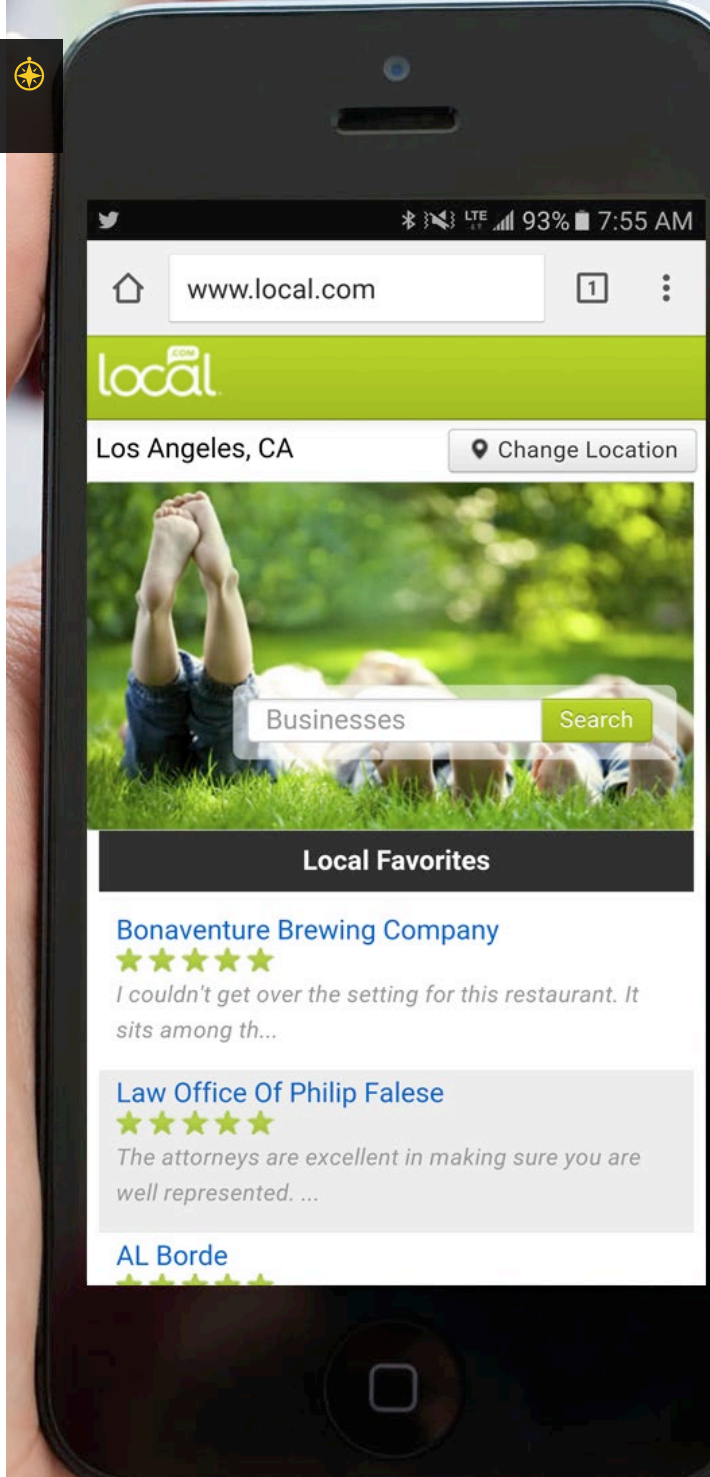 LTE 93% 7:55 AM
www.local.com 1
local.com
Los Angeles, CA Change Location
Businesses Search
Local Favorites
Bonaventure Brewing Company
I couldn't get over the setting for this restaurant. It
sits among th...
Law Office Of Philip Falese
The attorneys are excellent in making sure you are
well represented. ...
AL Borde